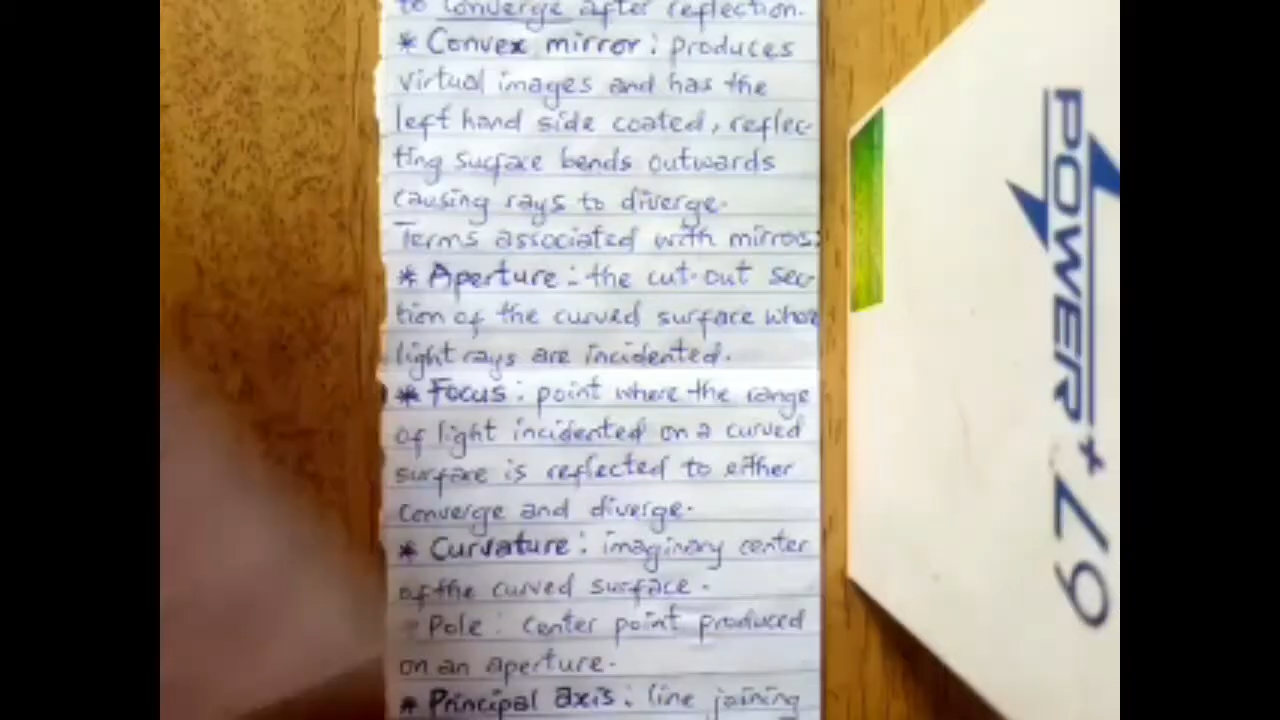 to converge after reflection.
* Convex mirror: produces
virtual images and has the
left hand side coated, reflec-
ting surface bends outwards
causing rays to diverge.
Terms associated with mirrors:
* Aperture: the cut-out sec-
tion of the curved surface where
light rays are incidented.
* Focus: point where the range
of light incidented on a curved
surface is reflected to either
converge and diverge.
* Curvature: imaginary center
of the curved surface.
* Pole: center point produced
on an aperture.
* Principal axis: line joining
POWER+